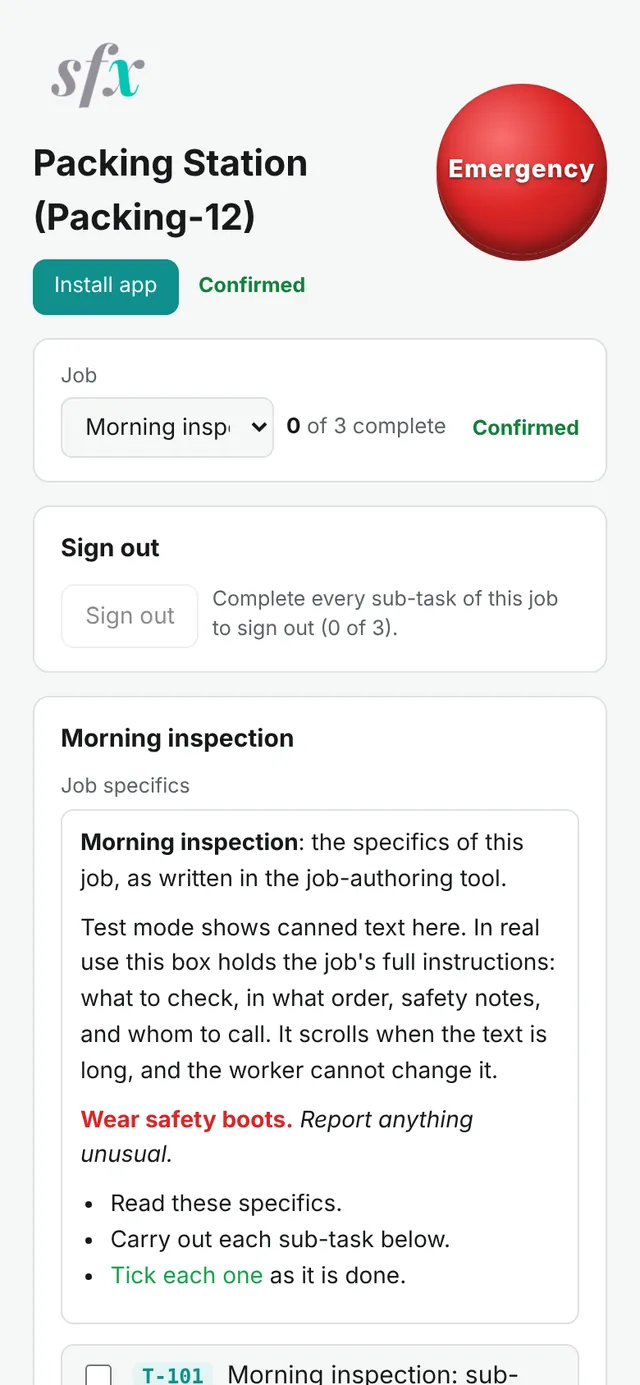 sfx
Packing Station
(Packing-12)
Emergency
Install app
Confirmed
Job
Morning insp
0 of 3 complete
Confirmed
Sign out
Sign out
Complete every sub-task of this job
to sign out (0 of 3).
Morning inspection
Job specifics
Morning inspection: the specifics of this
job, as written in the job-authoring tool.
Test mode shows canned text here. In real
use this box holds the job's full instructions:
what to check, in what order, safety notes,
and whom to call. It scrolls when the text is
long, and the worker cannot change it.
Wear safety boots. Report anything
unusual.
• Read these specifics.
• Carry out each sub-task below.
• Tick each one as it is done.
T-101 Morning inspection: sub-